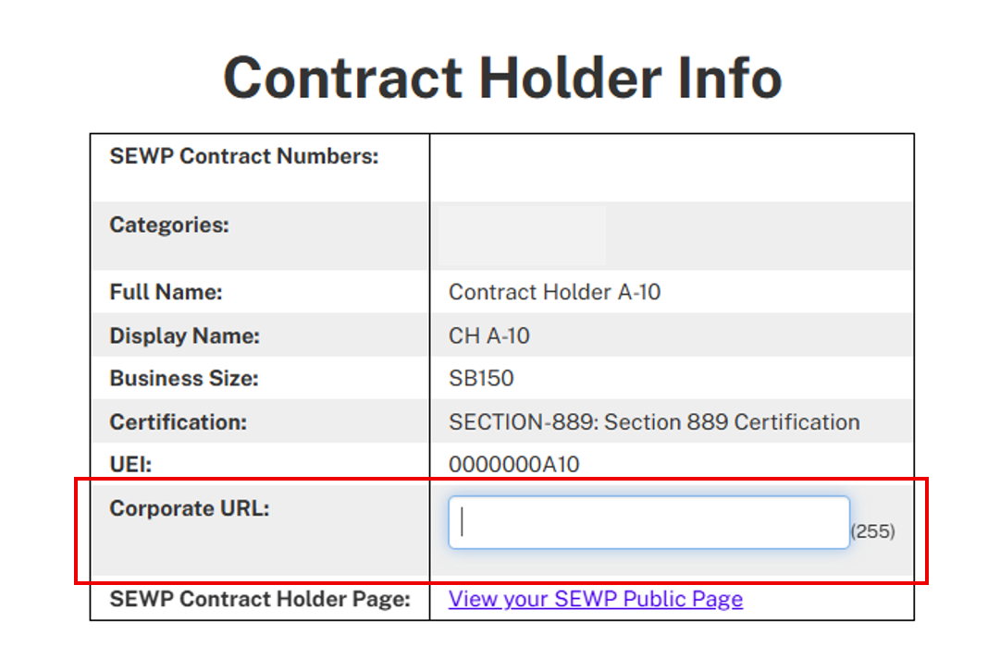 Contract Holder Info
SEWP Contract Numbers:
Categories:
Full Name: Contract Holder A-10
Display Name: CH A-10
Business Size: SB150
Certification: SECTION-889: Section 889 Certification
UEI: 0000000A10
Corporate URL: (255)
SEWP Contract Holder Page: View your SEWP Public Page